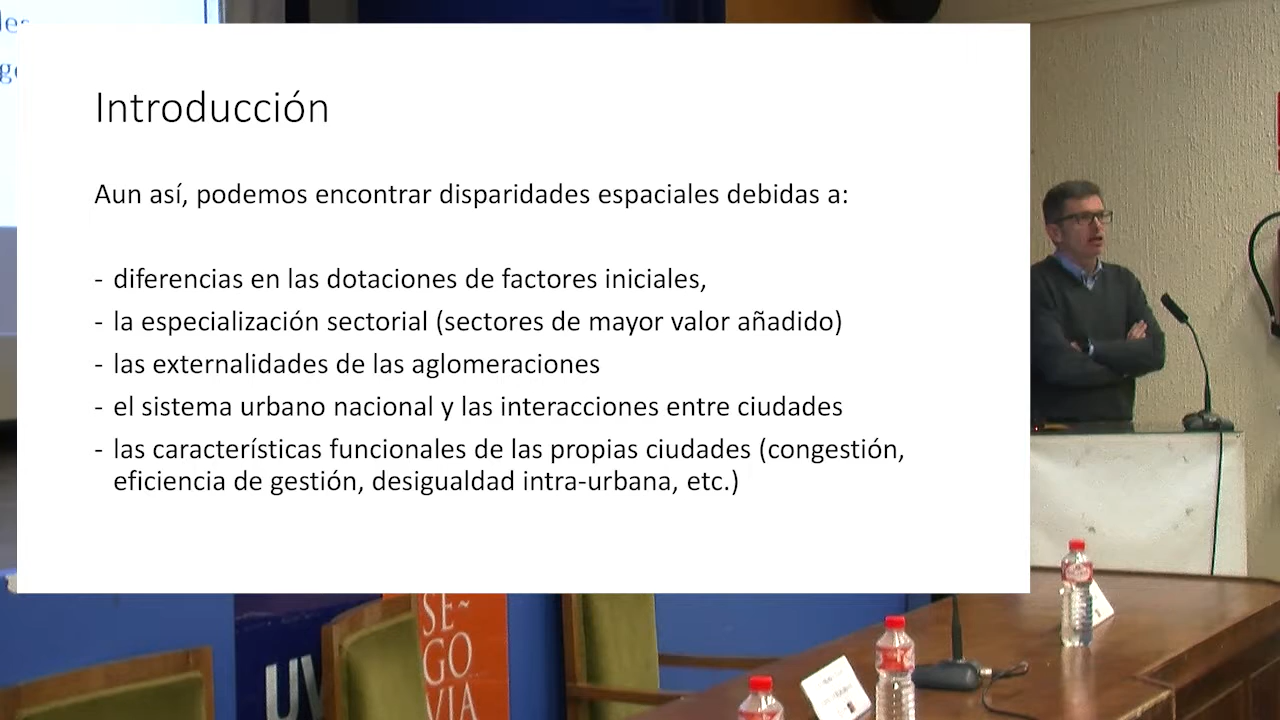 Introducción
Aun así, podemos encontrar disparidades espaciales debidas a:
- diferencias en las dotaciones de factores iniciales,
- la especialización sectorial (sectores de mayor valor añadido)
- las externalidades de las aglomeraciones
- el sistema urbano nacional y las interacciones entre ciudades
- las características funcionales de las propias ciudades (congestión,
eficiencia de gestión, desigualdad intra-urbana, etc.)
SE~
GO
VIA